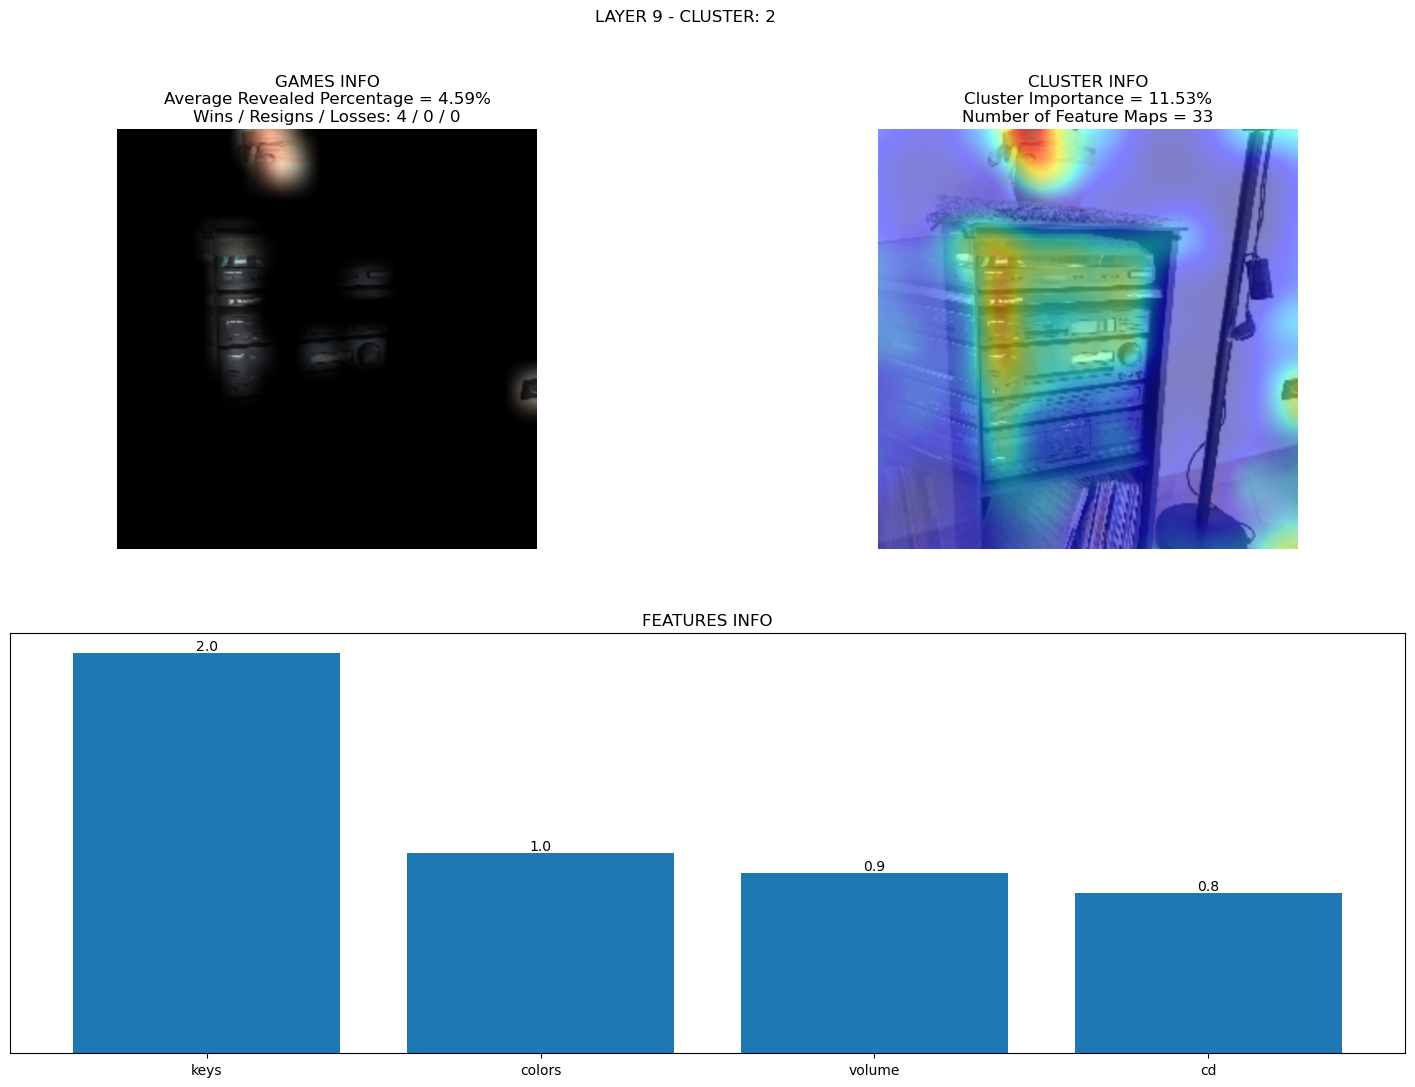 LAYER 9 - CLUSTER: 2
GAMES INFO
Average Revealed Percentage = 4.59%
Wins / Resigns / Losses: 4 / 0 / 0
CLUSTER INFO
Cluster Importance = 11.53%
Number of Feature Maps = 33
FEATURES INFO
2.0
1.0
0.9
0.8
keys
colors
volume
cd